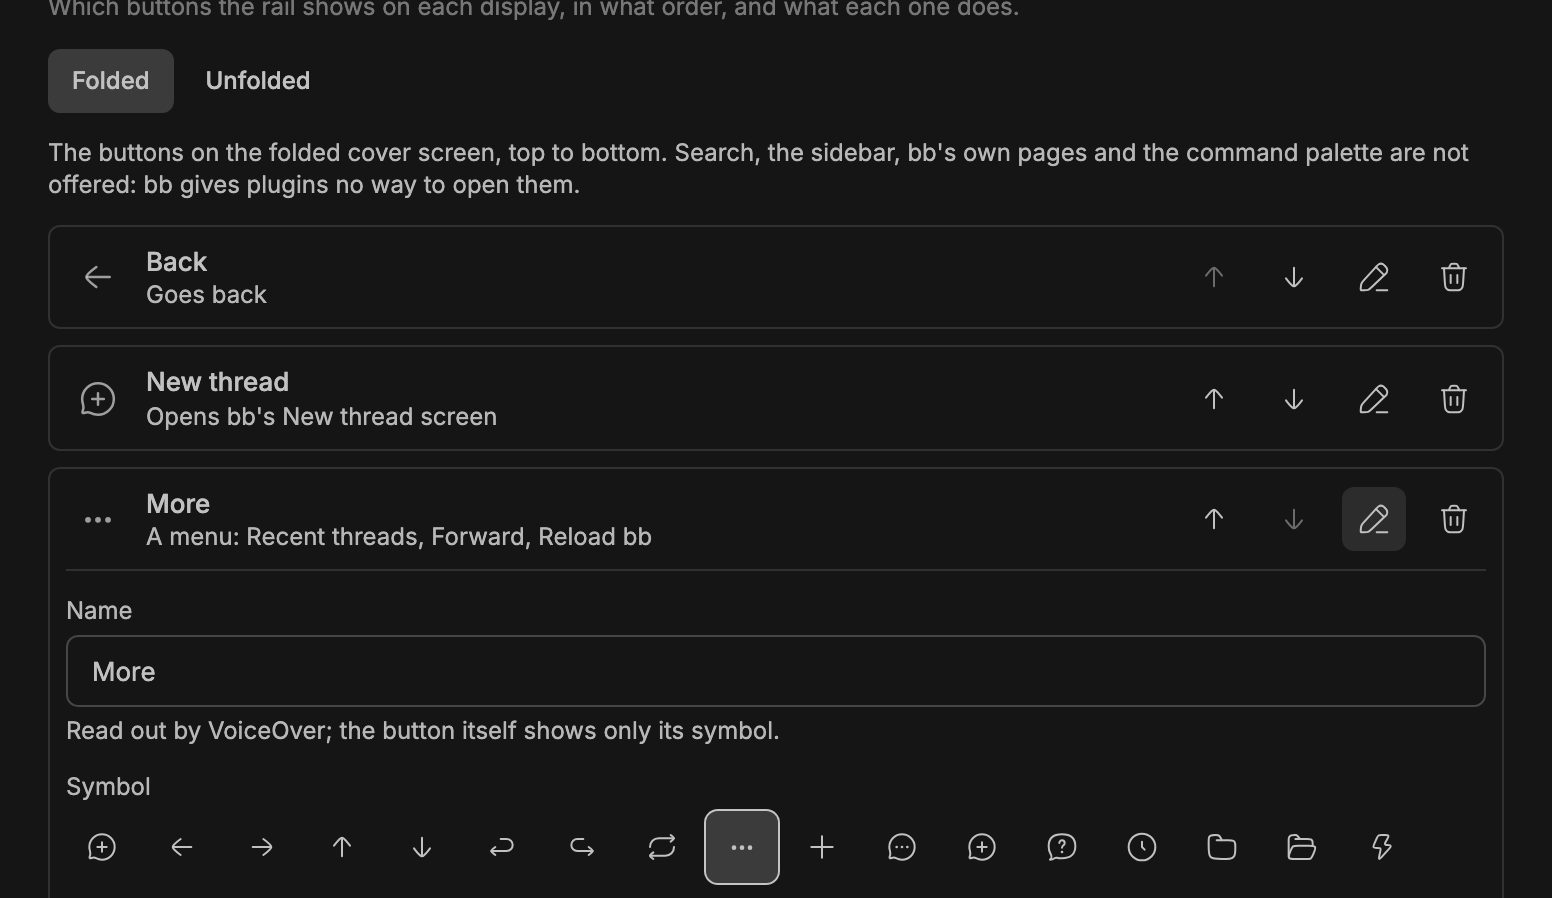 Which buttons the rail shows on each display, in what order, and what each one does.
Folded
Unfolded
The buttons on the folded cover screen, top to bottom. Search, the sidebar, bb's own pages and the command palette are not
offered: bb gives plugins no way to open them.
Back
Goes back
New thread
Opens bb's New thread screen
More
A menu: Recent threads, Forward, Reload bb
Name
More
Read out by VoiceOver; the button itself shows only its symbol.
Symbol